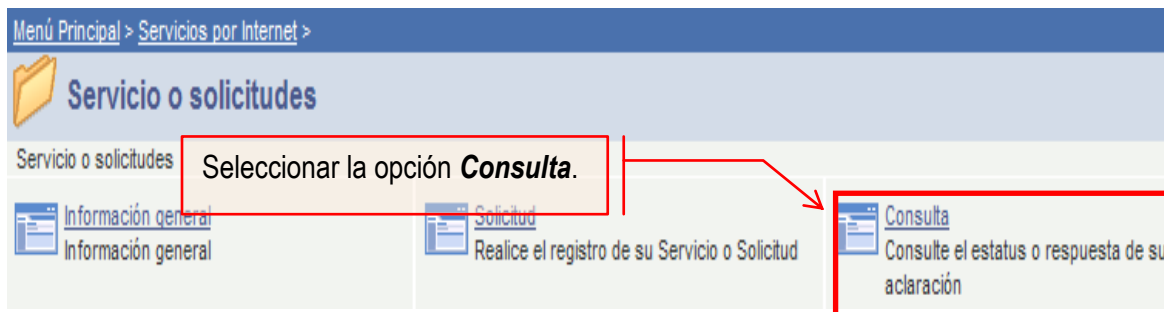 Menú Principal > Servicios por Internet >
Servicio o solicitudes
Servicio o solicitudes
Seleccionar la opción Consulta.
Información general
Información general
Solicitud
Realice el registro de su Servicio o Solicitud
Consulta
Consulte el estatus o respuesta de su
aclaración